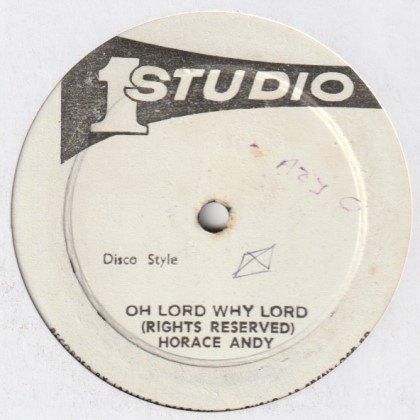 1 STUDIO
Disco Style
OH LORD WHY LORD
(RIGHTS RESERVED)
HORACE ANDY